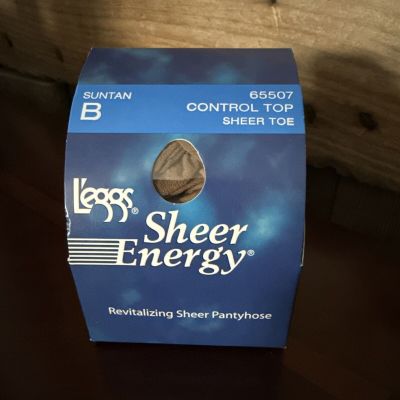 SUNTAN
B
65507
CONTROL TOP
SHEER TOE
L'eggs®
Sheer
Energy®
Revitalizing Sheer Pantyhose